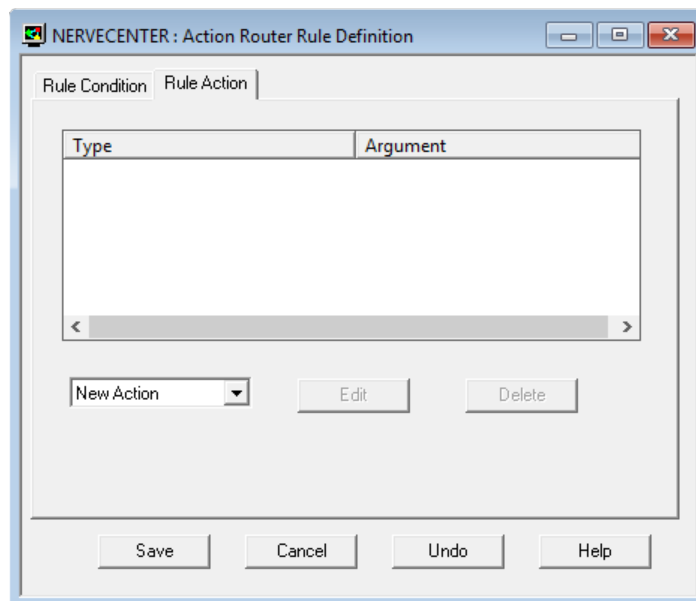 NERVECENTER : Action Router Rule Definition
Rule Condition Rule Action
Type Argument
New Action Edit Delete
Save Cancel Undo Help